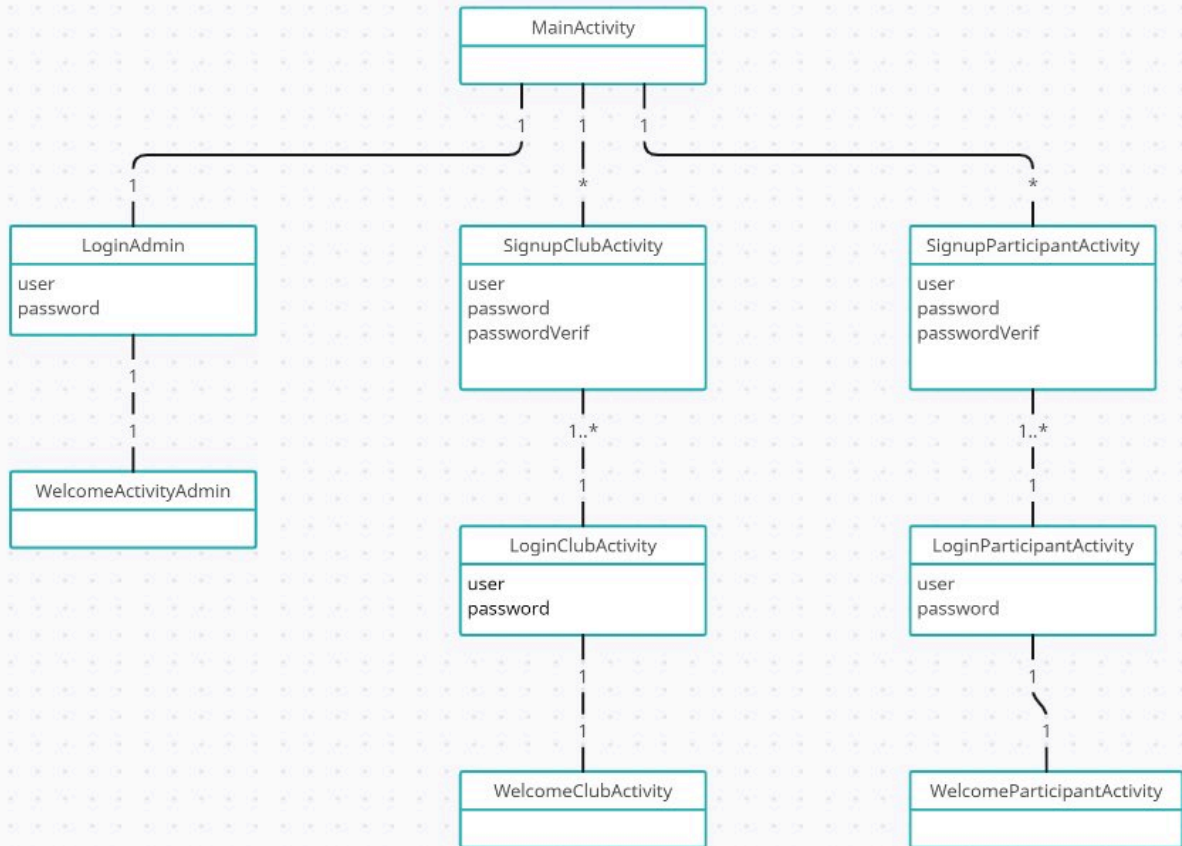 MainActivity
1 1 1
1 * *
LoginAdmin
user
password
SignupClubActivity
user
password
passwordVerif
SignupParticipantActivity
user
password
passwordVerif
1
1
1..*
1
1..*
1
WelcomeActivityAdmin
LoginClubActivity
user
password
LoginParticipantActivity
user
password
1
1
1
1
WelcomeClubActivity
WelcomeParticipantActivity